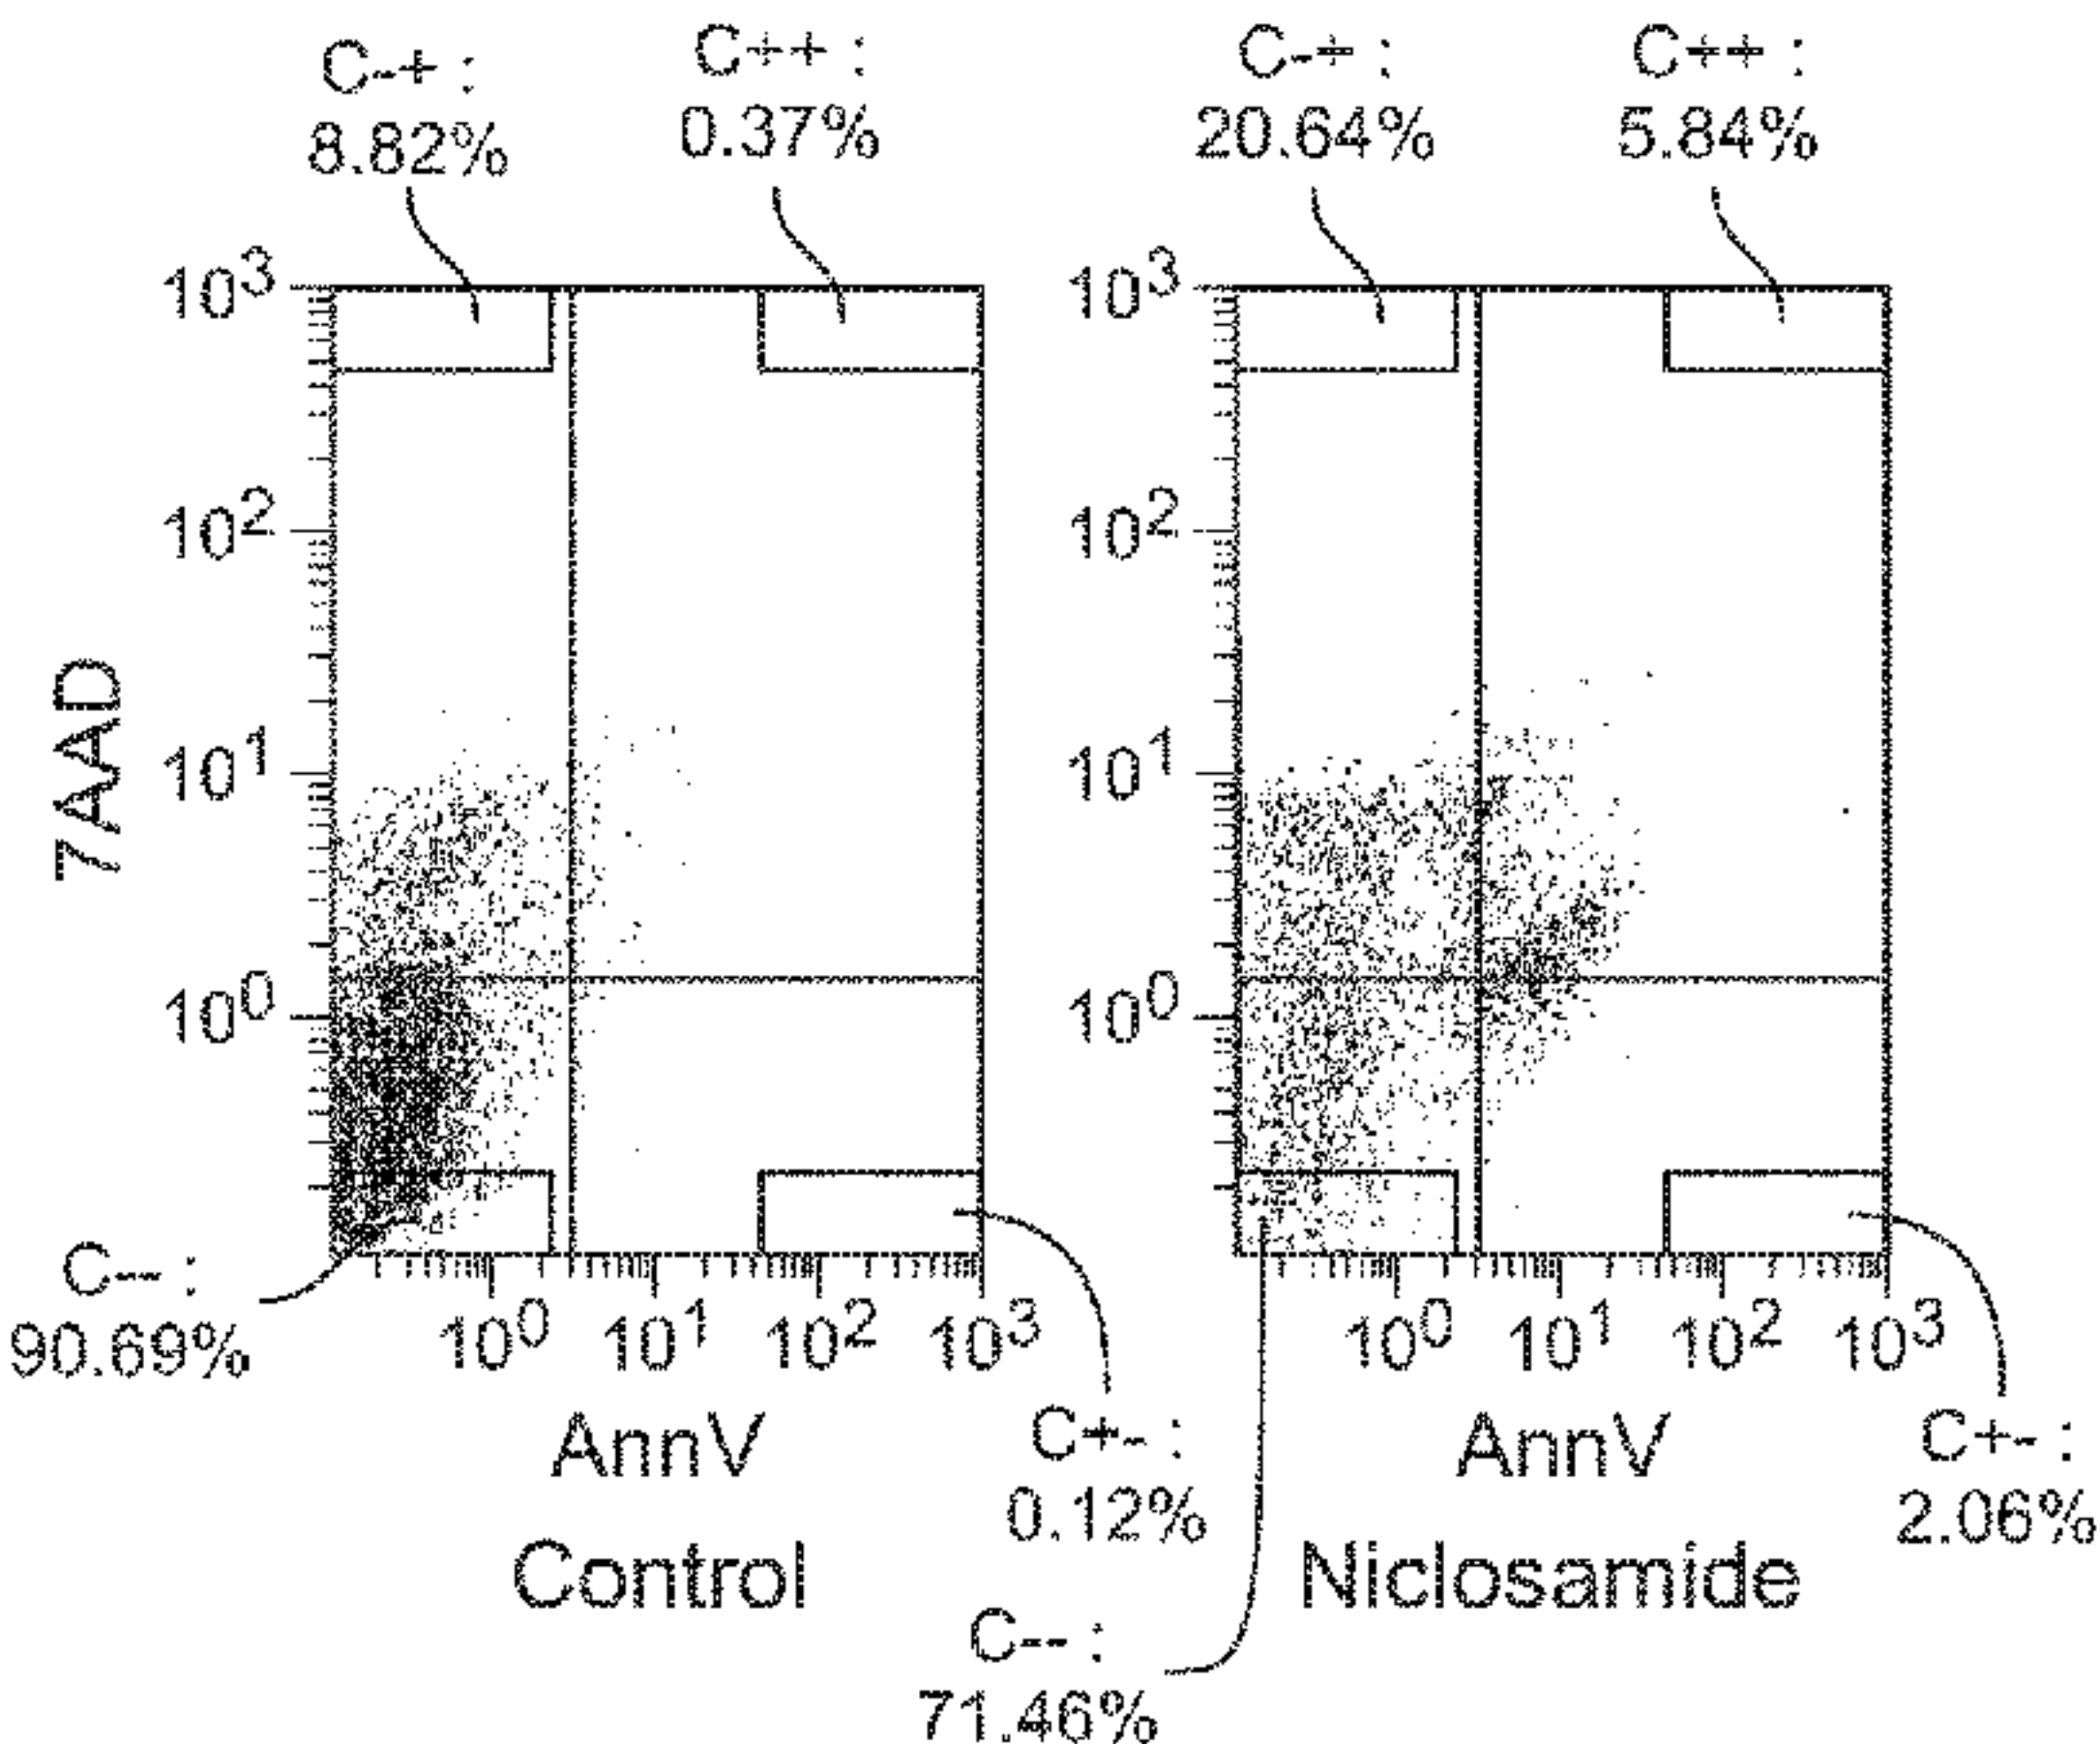 C-+ :
8.82%
C++ :
0.37%
C-+ :
20.64%
C++ :
5.84%
7AAD
10³
10²
10¹
10⁰
10³
10²
10¹
10⁰
C-- :
90.69%
10⁰ 10¹ 10² 10³
10⁰ 10¹ 10² 10³
AnnV
Control
C+- :
0.12%
AnnV
Niclosamide
C+- :
2.06%
C-- :
71.46%